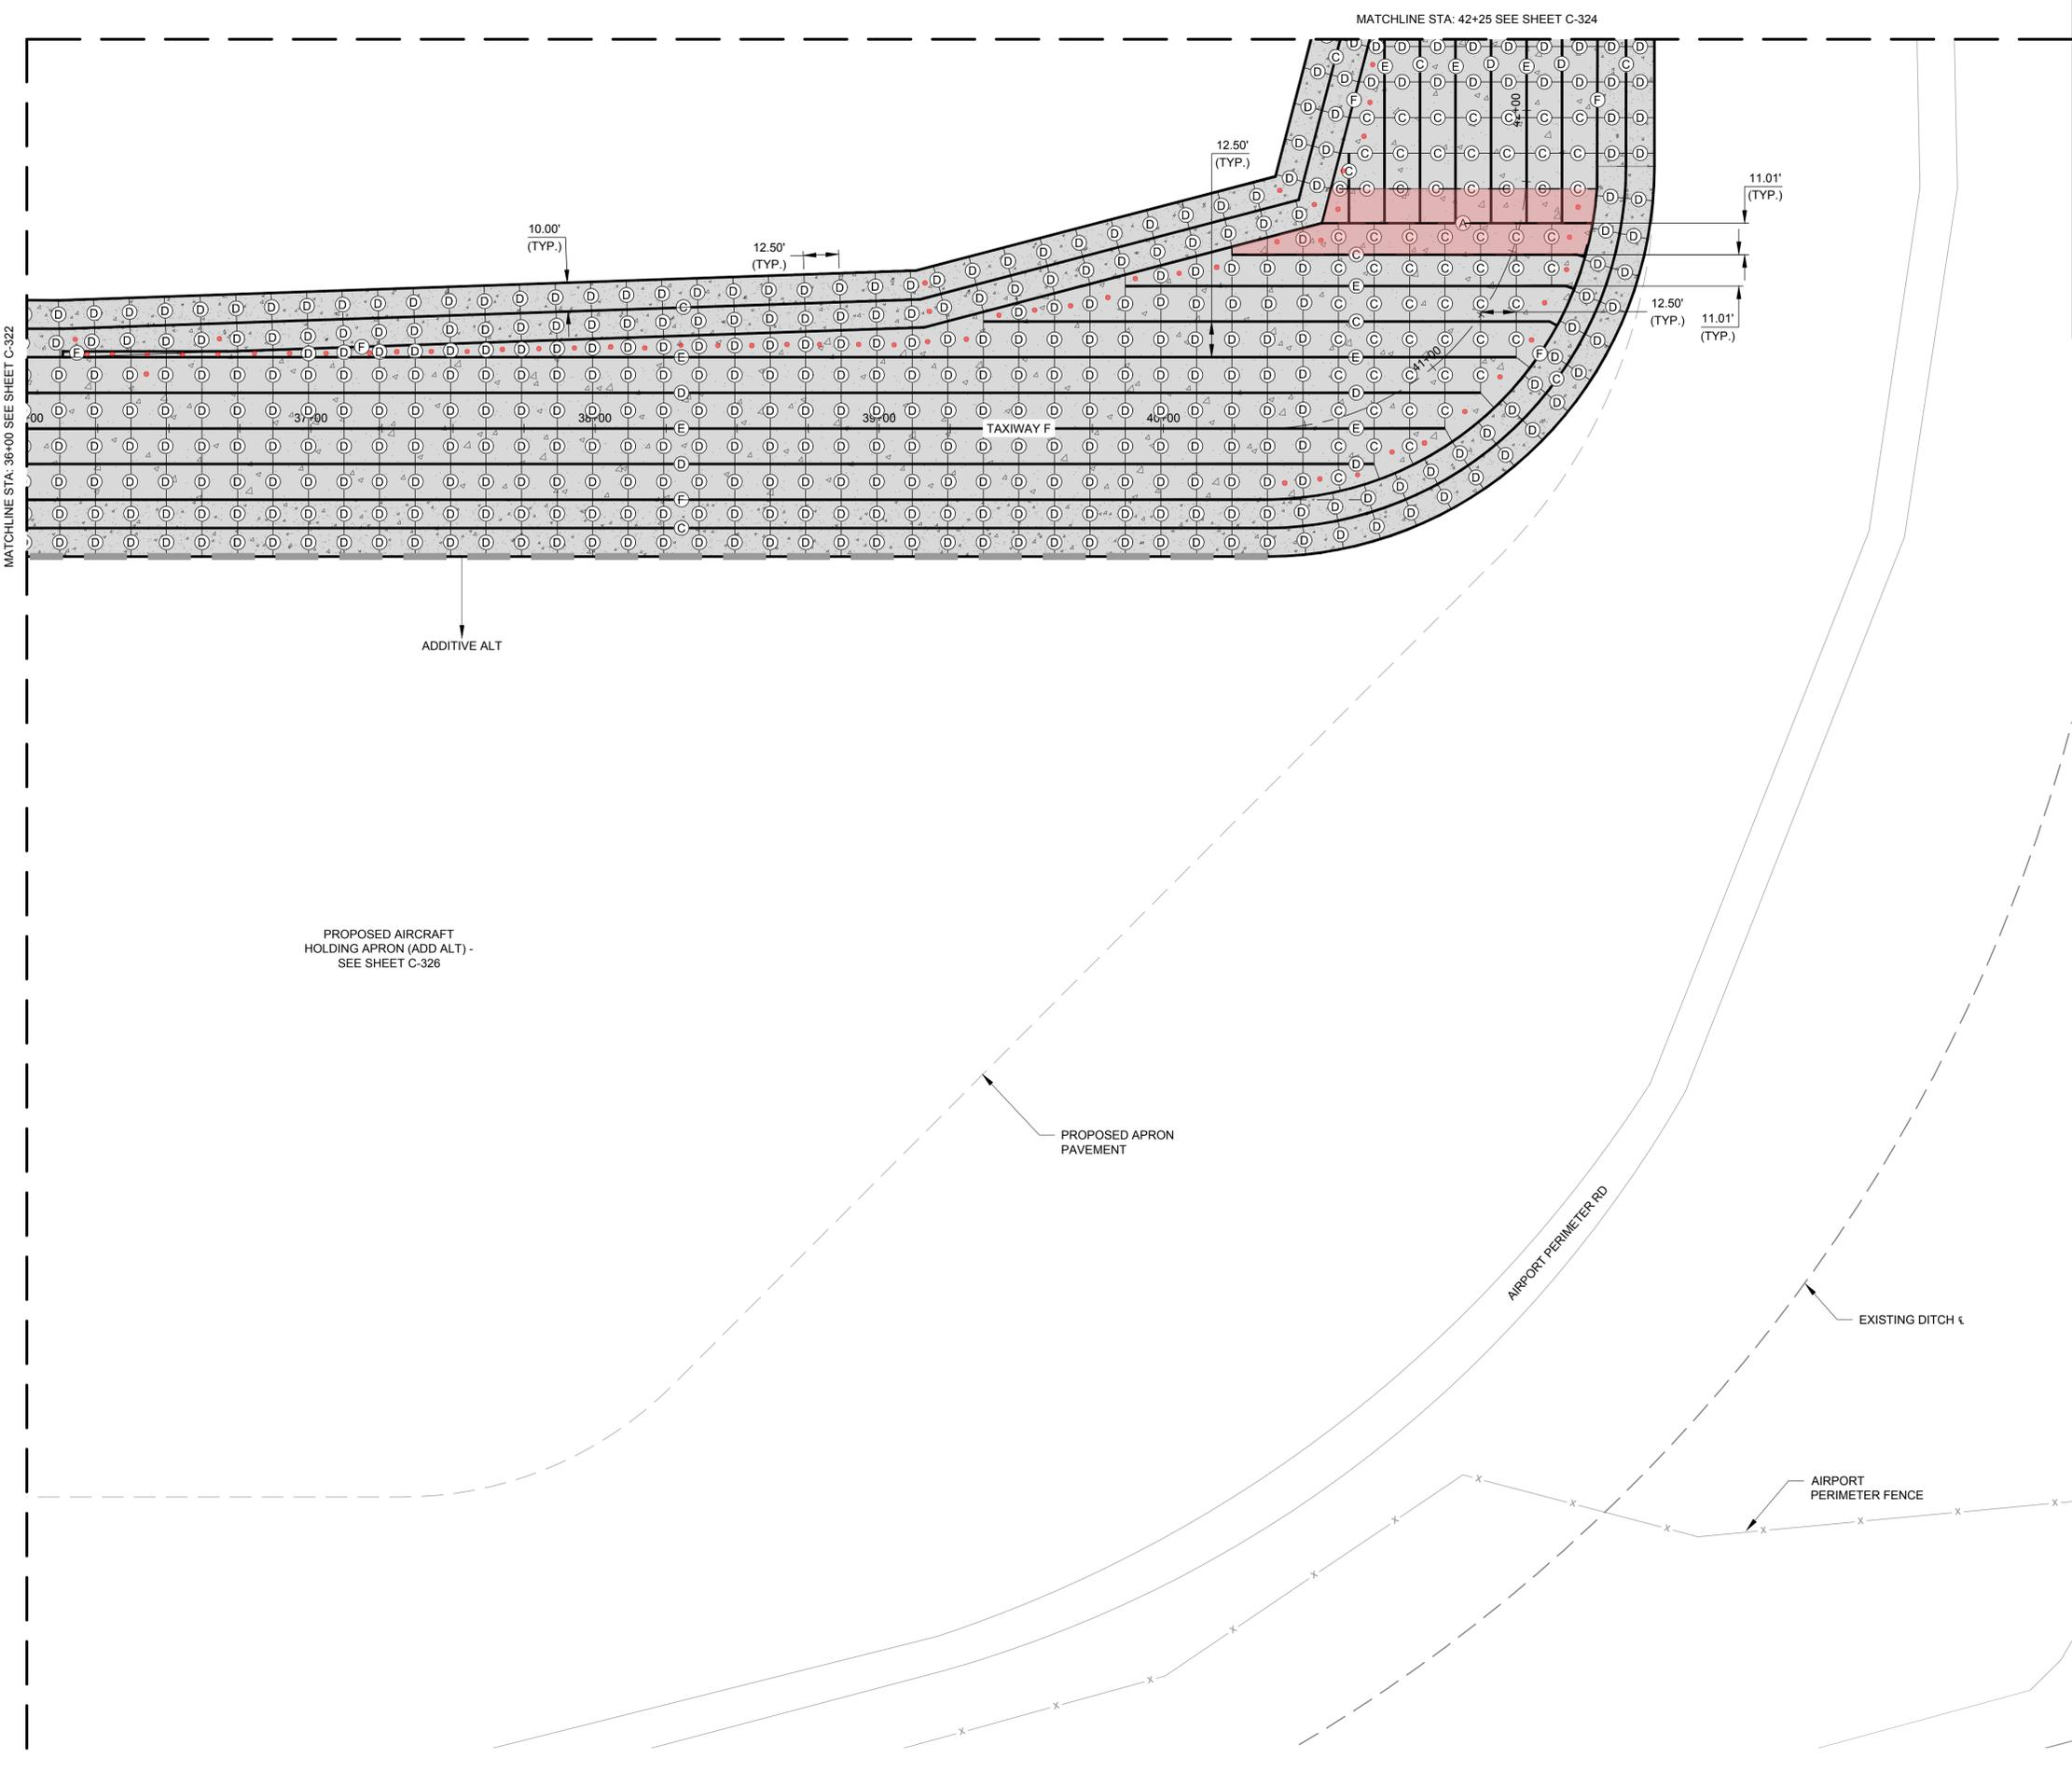 MATCHLINE STA: 42+25 SEE SHEET C-324
12.50'
(TYP.)
11.01'
(TYP.)
10.00'
(TYP.)
12.50'
(TYP.)
12.50'
(TYP.)
11.01'
(TYP.)
42+00
41+00
MATCHLINE STA: 36+00 SEE SHEET C-322
37+00
38+00
39+00
TAXIWAY F
40+00
ADDITIVE ALT
PROPOSED AIRCRAFT
HOLDING APRON (ADD ALT) -
SEE SHEET C-326
PROPOSED APRON
PAVEMENT
AIRPORT PERIMETER RD
EXISTING DITCH ℄
AIRPORT
PERIMETER FENCE